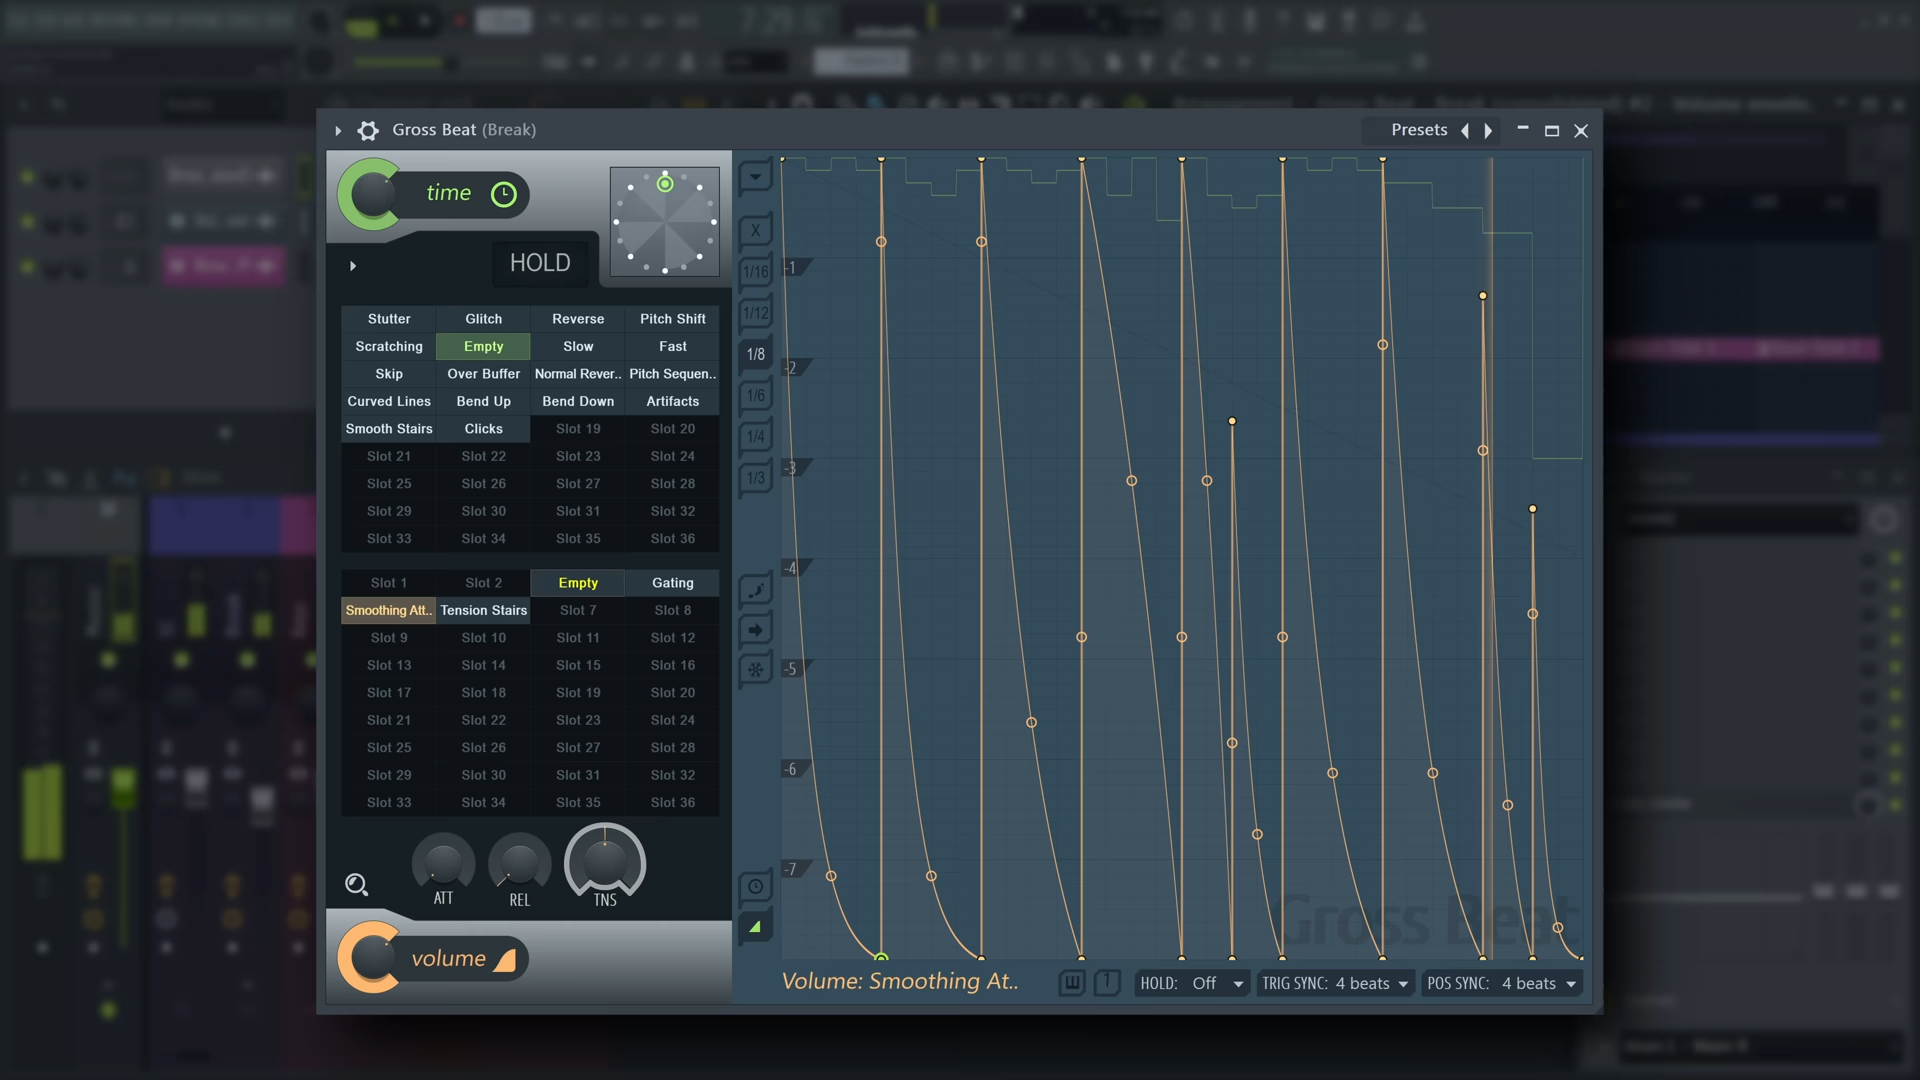 Gross Beat (Break)
Presets
time
HOLD
Stutter Glitch Reverse Pitch Shift
Scratching Empty Slow Fast
Skip Over Buffer Normal Rever.. Pitch Sequen..
Curved Lines Bend Up Bend Down Artifacts
Smooth Stairs Clicks Slot 19 Slot 20
Slot 21 Slot 22 Slot 23 Slot 24
Slot 25 Slot 26 Slot 27 Slot 28
Slot 29 Slot 30 Slot 31 Slot 32
Slot 33 Slot 34 Slot 35 Slot 36
Slot 1 Slot 2 Empty Gating
Smoothing Att.. Tension Stairs Slot 7 Slot 8
Slot 9 Slot 10 Slot 11 Slot 12
Slot 13 Slot 14 Slot 15 Slot 16
Slot 17 Slot 18 Slot 19 Slot 20
Slot 21 Slot 22 Slot 23 Slot 24
Slot 25 Slot 26 Slot 27 Slot 28
Slot 29 Slot 30 Slot 31 Slot 32
Slot 33 Slot 34 Slot 35 Slot 36
ATT REL TNS
volume
X
1/16
1/12
1/8
1/6
1/4
1/3
-1
-2
-3
-4
-5
-6
-7
Gross Beat
Volume: Smoothing At..
HOLD: Off
TRIG SYNC: 4 beats
POS SYNC: 4 beats